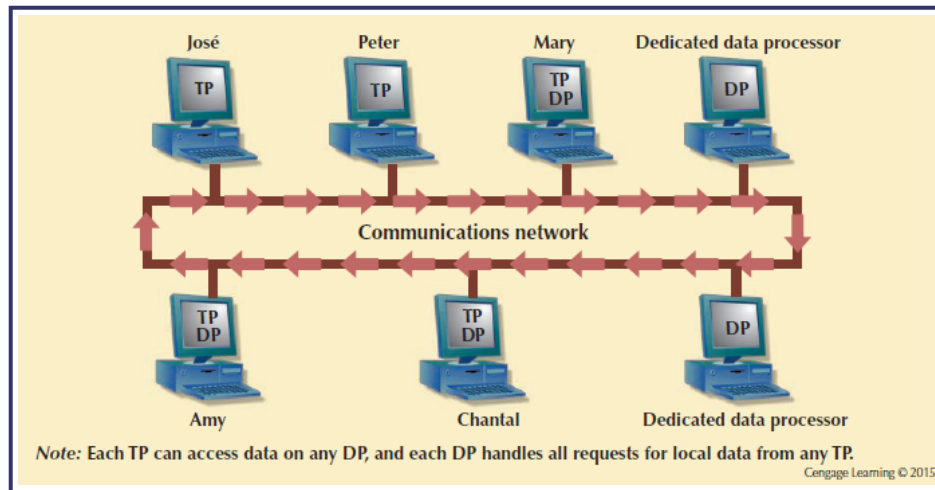 José Peter Mary Dedicated data processor
TP TP TP DP
DP
Communications network
TP TP DP
DP DP
Amy Chantal Dedicated data processor
Note: Each TP can access data on any DP, and each DP handles all requests for local data from any TP.
Cengage Learning © 2015